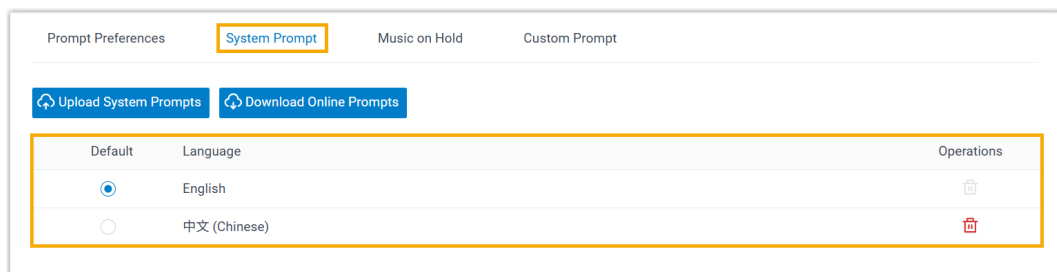 Prompt Preferences System Prompt Music on Hold Custom Prompt
Upload System Prompts Download Online Prompts
Default Language Operations
English
中文 (Chinese)